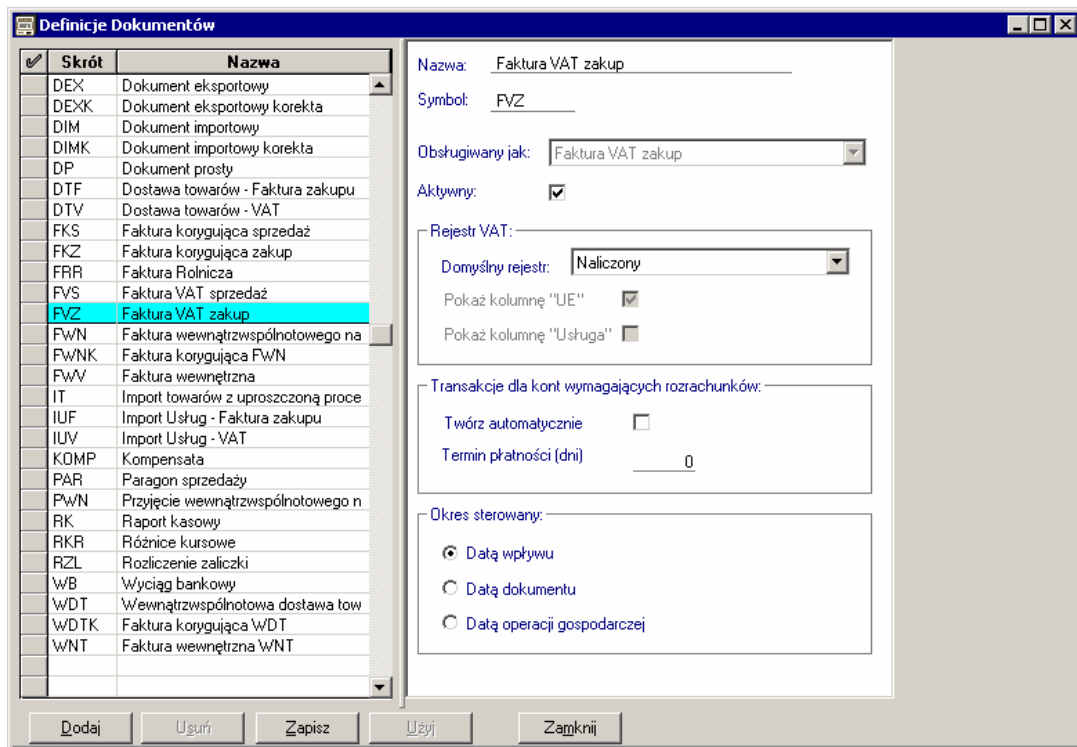 Definicje Dokumentów
Skrót Nazwa
DEX Dokument eksportowy
DEXK Dokument eksportowy korekta
DIM Dokument importowy
DIMK Dokument importowy korekta
DP Dokument prosty
DTF Dostawa towarów - Faktura zakupu
DTV Dostawa towarów - VAT
FKS Faktura korygująca sprzedaż
FKZ Faktura korygująca zakup
FRR Faktura Rolnicza
FVS Faktura VAT sprzedaż
FVZ Faktura VAT zakup
FWN Faktura wewnątrzwspólnotowego na
FWNK Faktura korygująca FWN
FWV Faktura wewnętrzna
IT Import towarów z uproszczoną proce
IUF Import Usług - Faktura zakupu
IUV Import Usług - VAT
KOMP Kompensata
PAR Paragon sprzedaży
PWN Przyjęcie wewnątrzwspólnotowego n
RK Raport kasowy
RKR Różnice kursowe
RZL Rozliczenie zaliczki
WB Wyciąg bankowy
WDT Wewnątrzwspólnotowa dostawa tow
WDTK Faktura korygująca WDT
WNT Faktura wewnętrzna WNT
Nazwa: Faktura VAT zakup
Symbol: FVZ
Obsługiwany jak: Faktura VAT zakup
Aktywny:
Rejestr VAT:
Domyślny rejestr: Naliczony
Pokaż kolumnę "UE"
Pokaż kolumnę "Usługa"
Transakcje dla kont wymagających rozrachunków:
Twórz automatycznie
Termin płatności (dni) 0
Okres sterowany:
Datą wpływu
Datą dokumentu
Datą operacji gospodarczej
Dodaj Usuń Zapisz Użyj Zamknij